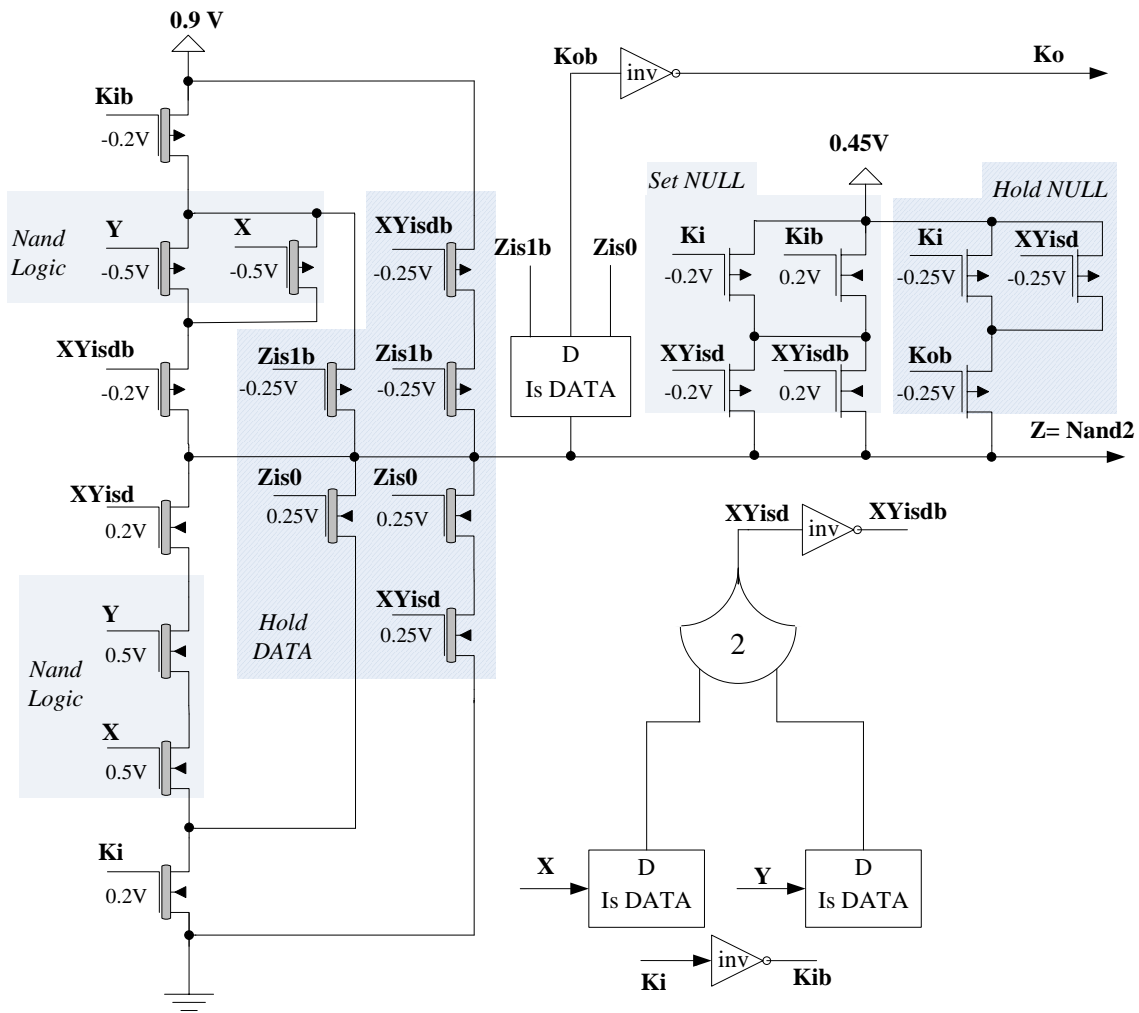 0.9 V
Kib
-0.2V
Nand
Logic
Y
-0.5V
X
-0.5V
XYisdb
-0.2V
XYisd
0.2V
Nand
Logic
Y
0.5V
X
0.5V
Ki
0.2V
XYisdb
-0.25V
Zis1b
-0.25V
Zis1b
-0.25V
Zis0
0.25V
Zis0
0.25V
XYisd
0.25V
Hold
DATA
Kob
inv
Ko
Zis1b
Zis0
D
Is DATA
0.45V
Set NULL
Ki
-0.2V
Kib
0.2V
XYisd
-0.2V
XYisdb
0.2V
Hold NULL
Ki
-0.25V
XYisd
-0.25V
Kob
-0.25V
Z= Nand2
XYisd
inv
XYisdb
2
X
D
Is DATA
Y
D
Is DATA
Ki
inv
Kib